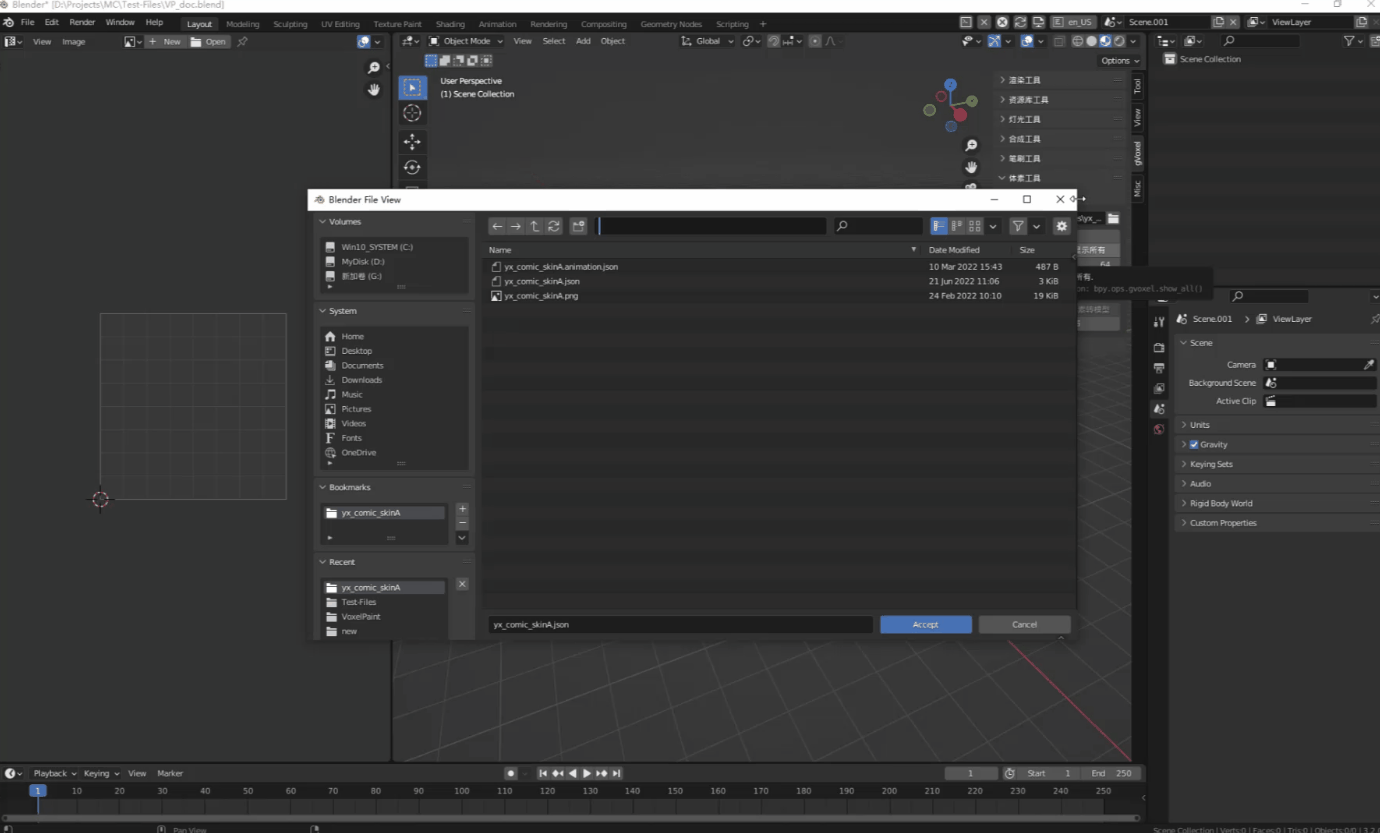 Blender* [D:\Projects\MC\Test-Files\VP_doc.blend]
File Edit Render Window Help Layout Modeling Sculpting UV Editing Texture Paint Shading Animation Rendering Compositing Geometry Nodes Scripting + en_US Scene.001 ViewLayer
View Image + New Open Object Mode View Select Add Object Global
Options
Scene Collection
User Perspective
(1) Scene Collection
渲染工具
资源库工具
灯光工具
合成工具
笔刷工具
体素工具
Tool
View
gVoxel
Misc
Blender File View
Volumes
Win10_SYSTEM (C:)
MyDisk (D:)
新加卷 (G:)
System
Home
Desktop
Documents
Downloads
Music
Pictures
Videos
Fonts
OneDrive
Bookmarks
yx_comic_skinA
Recent
yx_comic_skinA
Test-Files
VoxelPaint
new
Name Date Modified Size
yx_comic_skinA.animation.json 10 Mar 2022 15:43 487 B
yx_comic_skinA.json 21 Jun 2022 11:06 3 KiB
yx_comic_skinA.png 24 Feb 2022 10:10 19 KiB
yx_comic_skinA.json Accept Cancel
s\yx_...
示所有
64
所有.
on: bpy.ops.gvoxel.show_all()
Scene.001 > ViewLayer
Scene
Camera
Background Scene
Active Clip
Units
Gravity
Keying Sets
Audio
Rigid Body World
Custom Properties
Playback Keying View Marker 1 Start 1 End 250
1 10 20 30 40 50 60 70 80 90 100 110 120 130 140 150 160 170 180 190 200 210 220 230 240 250
Pan View
Scene Collection | Verts:0 | Faces:0 | Tris:0 | Objects:0/0 | 3.2.0